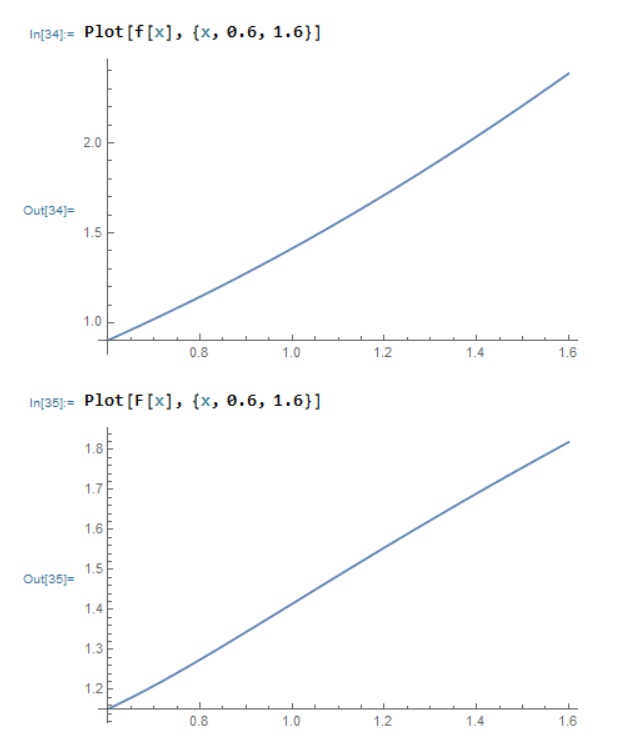 In[34]:= Plot[f[x], {x, 0.6, 1.6}]
2.0
Out[34]=
1.5
1.0
0.8 1.0 1.2 1.4 1.6
In[35]:= Plot[F[x], {x, 0.6, 1.6}]
1.8
1.7
1.6
1.5
Out[35]=
1.4
1.3
1.2
0.8 1.0 1.2 1.4 1.6